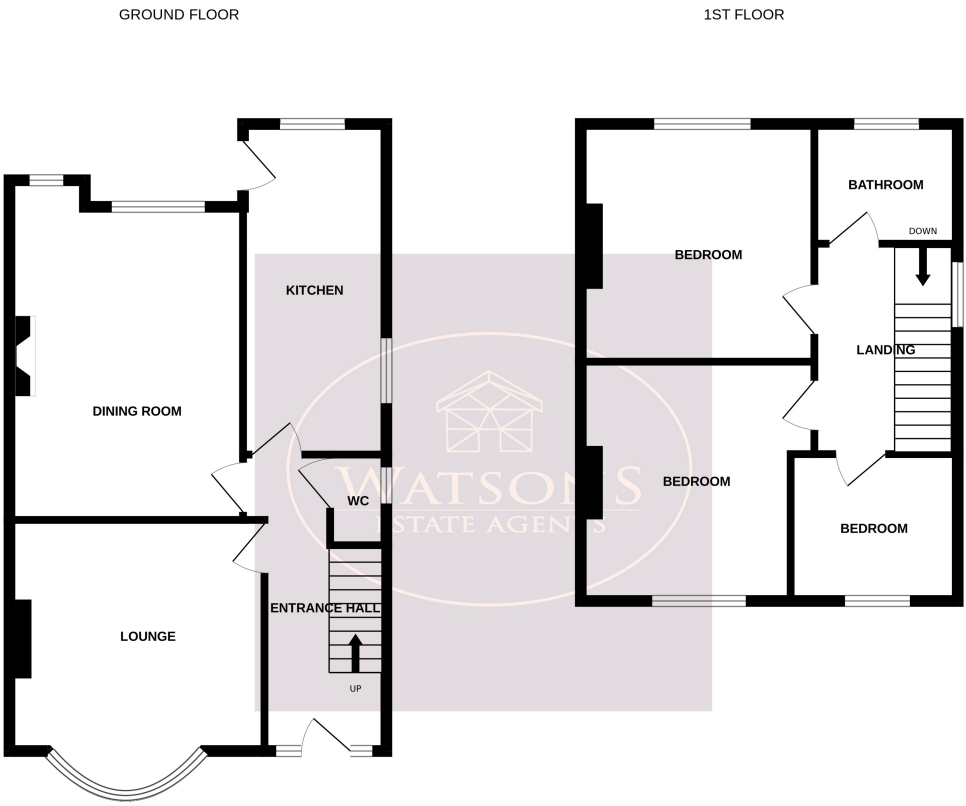 GROUND FLOOR
1ST FLOOR
BATHROOM
DOWN
BEDROOM
KITCHEN
LANDING
DINING ROOM
WATSONS
ESTATE AGENTS
WC
BEDROOM
BEDROOM
ENTRANCE HALL
LOUNGE
UP